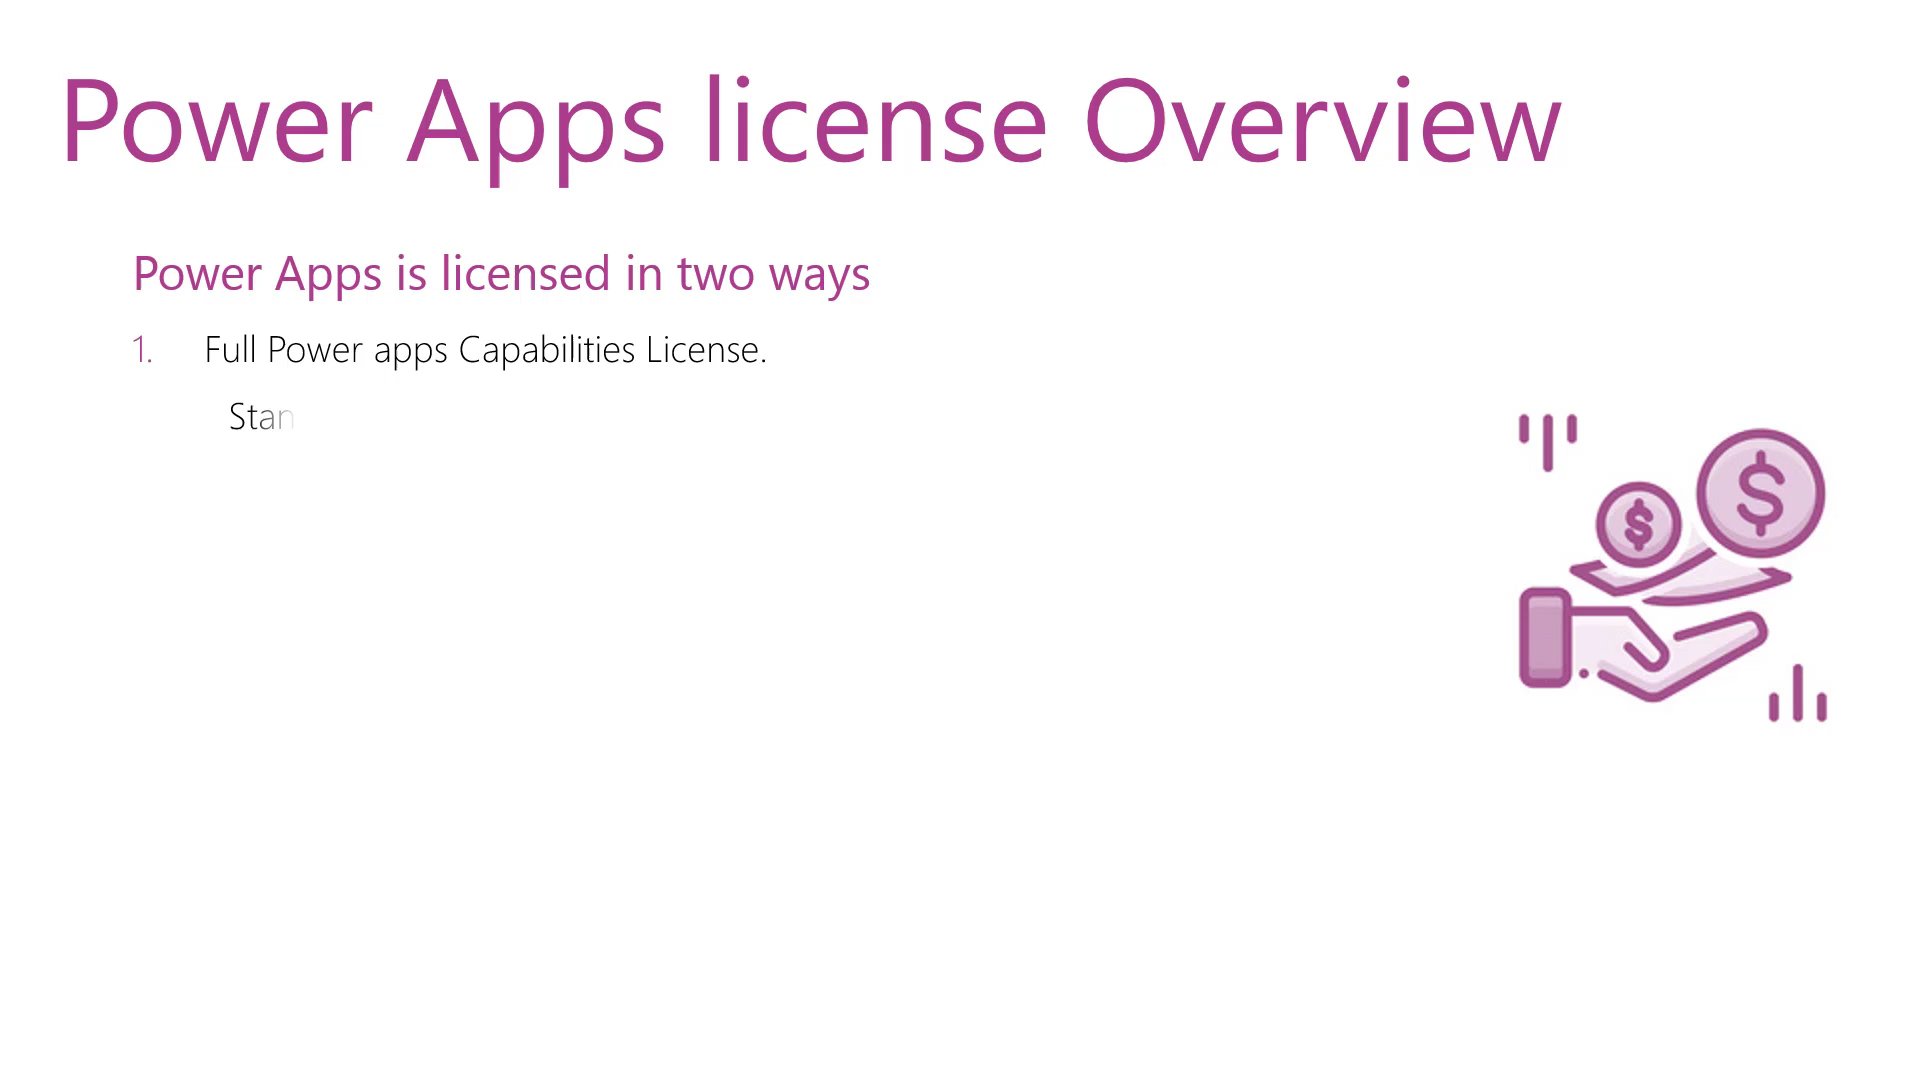 Power Apps license Overview
Power Apps is licensed in two ways
1. Full Power apps Capabilities License.
Stan
$
$